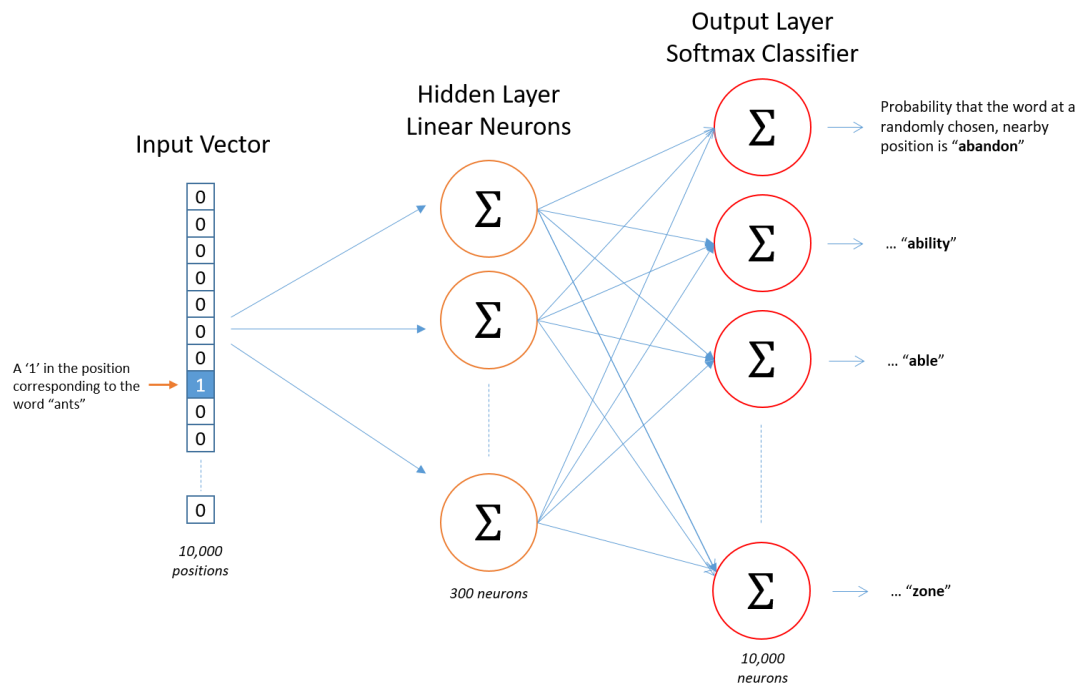 Output Layer
Softmax Classifier
Hidden Layer
Linear Neurons
Input Vector
0
0
0
0
0
0
0
1
0
0
0
A ‘1’ in the position
corresponding to the
word “ants”
10,000
positions
Σ
Σ
Σ
300 neurons
Σ
Σ
Σ
Σ
10,000
neurons
Probability that the word at a
randomly chosen, nearby
position is “abandon”
... “ability”
... “able”
... “zone”